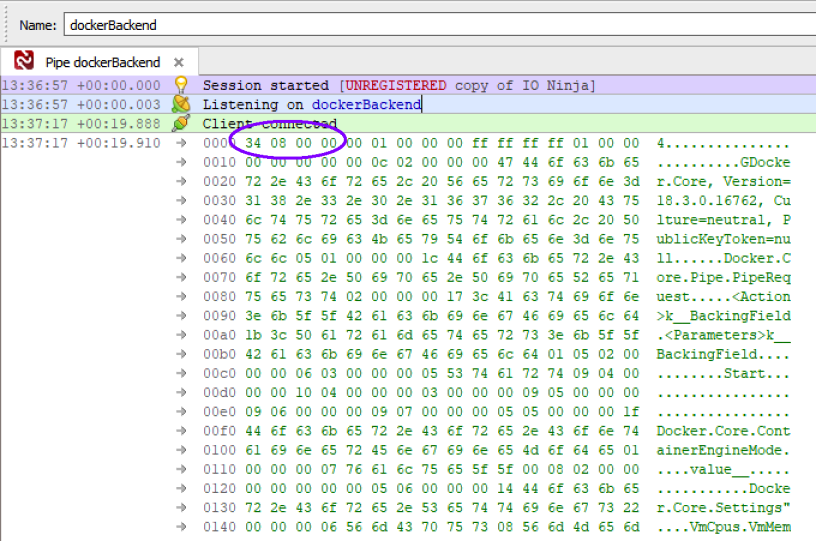 Name: dockerBackend
Pipe dockerBackend ×
13:36:57 +00:00.000 Session started [UNREGISTERED copy of IO Ninja]
13:36:57 +00:00.003 Listening on dockerBackend
13:37:17 +00:19.888 Client connected
13:37:17 +00:19.910 → 0000 34 08 00 00 00 01 00 00 00 ff ff ff ff 01 00 00 4...............
→ 0010 00 00 00 00 00 0c 02 00 00 00 47 44 6f 63 6b 65 ..........GDocke
→ 0020 72 2e 43 6f 72 65 2c 20 56 65 72 73 69 6f 6e 3d r.Core, Version=
→ 0030 31 38 2e 33 2e 30 2e 31 36 37 36 32 2c 20 43 75 18.3.0.16762, Cu
→ 0040 6c 74 75 72 65 3d 6e 65 75 74 72 61 6c 2c 20 50 lture=neutral, P
→ 0050 75 62 6c 69 63 4b 65 79 54 6f 6b 65 6e 3d 6e 75 ublicKeyToken=nu
→ 0060 6c 6c 05 01 00 00 00 1c 44 6f 63 6b 65 72 2e 43 ll......Docker.C
→ 0070 6f 72 65 2e 50 69 70 65 2e 50 69 70 65 52 65 71 ore.Pipe.PipeReq
→ 0080 75 65 73 74 02 00 00 00 17 3c 41 63 74 69 6f 6e uest.....<Action
→ 0090 3e 6b 5f 5f 42 61 63 6b 69 6e 67 46 69 65 6c 64 >k__BackingField
→ 00a0 1b 3c 50 61 72 61 6d 65 74 65 72 73 3e 6b 5f 5f .<Parameters>k__
→ 00b0 42 61 63 6b 69 6e 67 46 69 65 6c 64 01 05 02 00 BackingField....
→ 00c0 00 00 06 03 00 00 00 05 53 74 61 72 74 09 04 00 ........Start...
→ 00d0 00 00 10 04 00 00 00 03 00 00 00 09 05 00 00 00 ................
→ 00e0 09 06 00 00 00 09 07 00 00 00 05 05 00 00 00 1f ................
→ 00f0 44 6f 63 6b 65 72 2e 43 6f 72 65 2e 43 6f 6e 74 Docker.Core.Cont
→ 0100 61 69 6e 65 72 45 6e 67 69 6e 65 4d 6f 64 65 01 ainerEngineMode.
→ 0110 00 00 00 07 76 61 6c 75 65 5f 5f 00 08 02 00 00 ....value__.....
→ 0120 00 00 00 00 00 05 06 00 00 00 14 44 6f 63 6b 65 ...........Docke
→ 0130 72 2e 43 6f 72 65 2e 53 65 74 74 69 6e 67 73 22 r.Core.Settings"
→ 0140 00 00 00 06 56 6d 43 70 75 73 08 56 6d 4d 65 6d ....VmCpus.VmMem